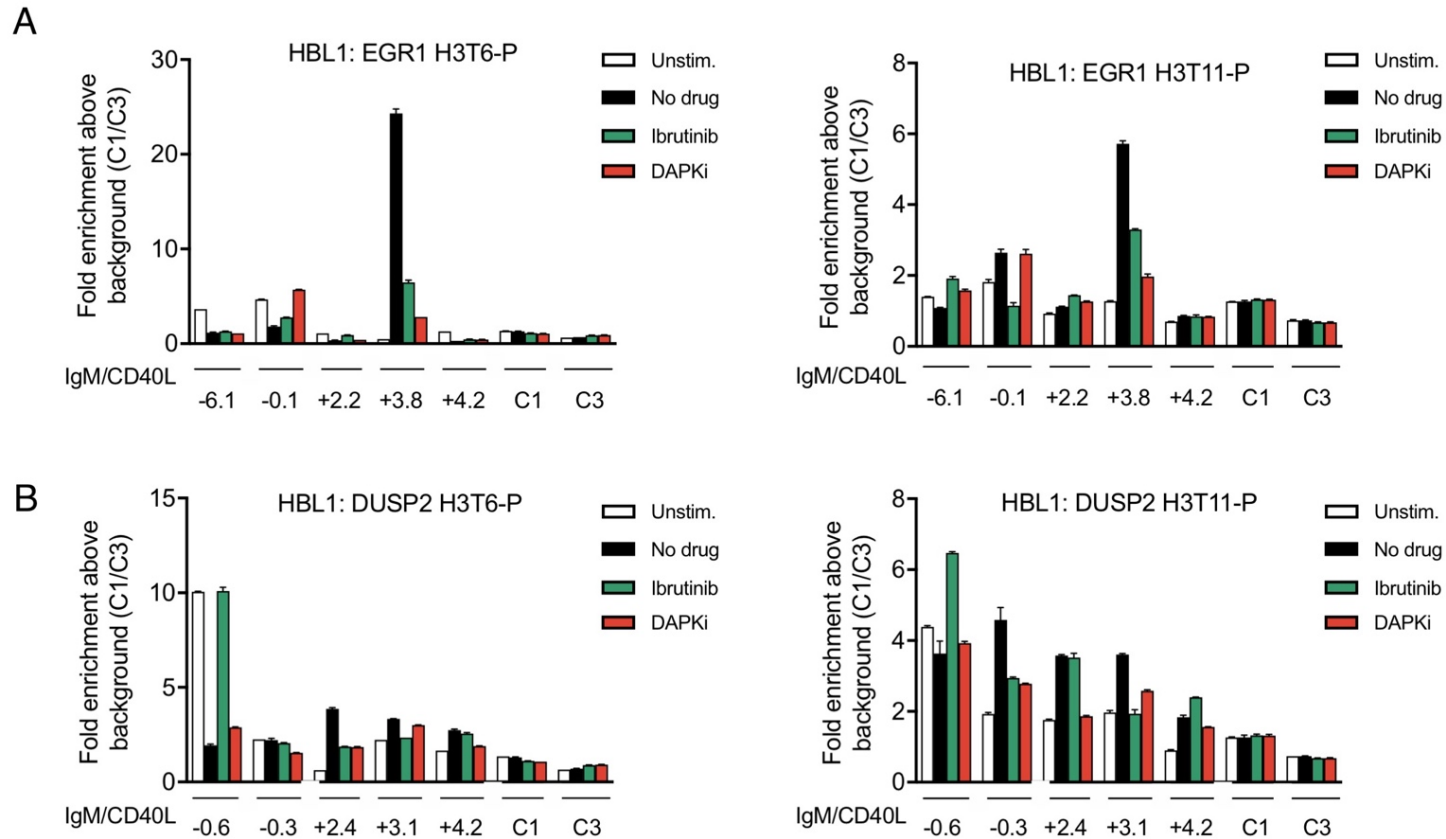 A
HBL1: EGR1 H3T6-P
Fold enrichment above
background (C1/C3)
30
20
10
0
Unstim.
No drug
Ibrutinib
DAPKi
IgM/CD40L
-6.1 -0.1 +2.2 +3.8 +4.2 C1 C3
HBL1: EGR1 H3T11-P
Fold enrichment above
background (C1/C3)
8
6
4
2
0
Unstim.
No drug
Ibrutinib
DAPKi
IgM/CD40L
-6.1 -0.1 +2.2 +3.8 +4.2 C1 C3
B
HBL1: DUSP2 H3T6-P
Fold enrichment above
background (C1/C3)
15
10
5
0
Unstim.
No drug
Ibrutinib
DAPKi
IgM/CD40L
-0.6 -0.3 +2.4 +3.1 +4.2 C1 C3
HBL1: DUSP2 H3T11-P
Fold enrichment above
background (C1/C3)
8
6
4
2
0
Unstim.
No drug
Ibrutinib
DAPKi
IgM/CD40L
-0.6 -0.3 +2.4 +3.1 +4.2 C1 C3